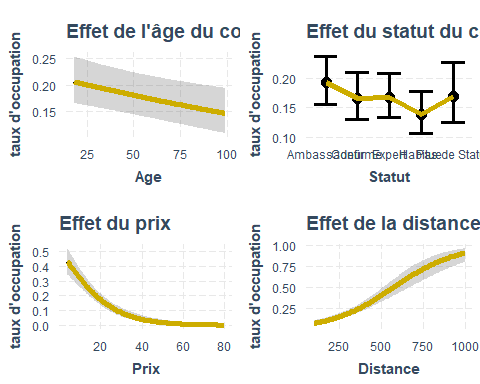 Effet de l'âge du co
taux d'occupation
0.25
0.20
0.15
25
50
75
100
Age
Effet du statut du c
taux d'occupation
0.20
0.15
0.10
Statut
Effet du prix
taux d'occupation
0.5
0.4
0.3
0.2
0.1
0.0
20
40
60
80
Prix
Effet de la distance
taux d'occupation
1.00
0.75
0.50
0.25
250
500
750
1000
Distance